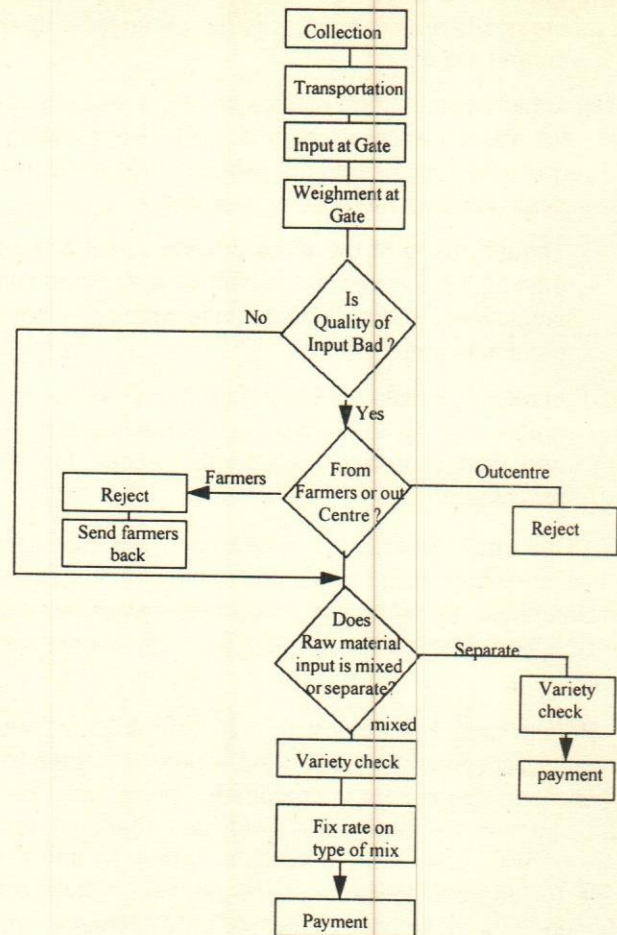 Collection
Transportation
Input at Gate
Weighment at
Gate
Is
Quality of
Input Bad ?
No
Yes
From
Farmers or out
Centre ?
Farmers
Outcentre
Reject
Send farmers
back
Reject
Does
Raw material
input is mixed
or separate?
Separate
mixed
Variety
check
payment
Variety check
Fix rate on
type of mix
Payment